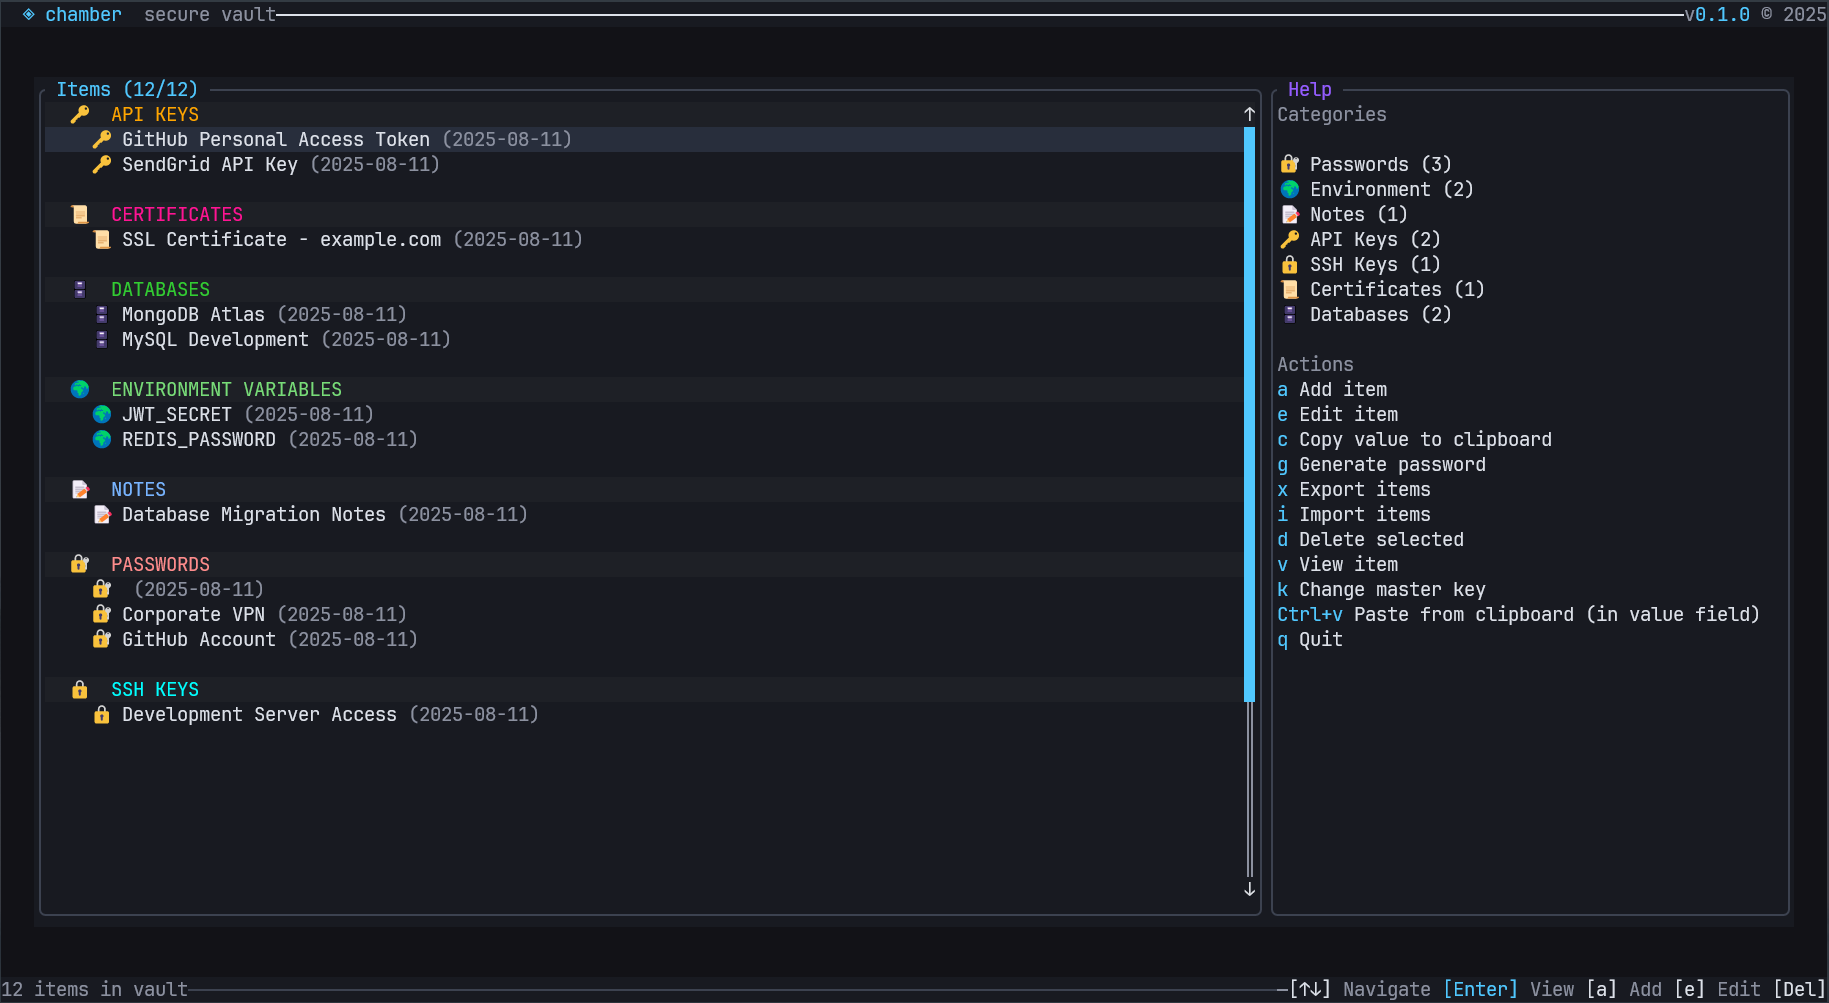 chamber secure vault v0.1.0 © 2025
Items (12/12)
API KEYS
GitHub Personal Access Token (2025-08-11)
SendGrid API Key (2025-08-11)
CERTIFICATES
SSL Certificate - example.com (2025-08-11)
DATABASES
MongoDB Atlas (2025-08-11)
MySQL Development (2025-08-11)
ENVIRONMENT VARIABLES
JWT_SECRET (2025-08-11)
REDIS_PASSWORD (2025-08-11)
NOTES
Database Migration Notes (2025-08-11)
PASSWORDS
(2025-08-11)
Corporate VPN (2025-08-11)
GitHub Account (2025-08-11)
SSH KEYS
Development Server Access (2025-08-11)
Help
Categories
Passwords (3)
Environment (2)
Notes (1)
API Keys (2)
SSH Keys (1)
Certificates (1)
Databases (2)
Actions
a Add item
e Edit item
c Copy value to clipboard
g Generate password
x Export items
i Import items
d Delete selected
v View item
k Change master key
Ctrl+v Paste from clipboard (in value field)
q Quit
12 items in vault [↑↓] Navigate [Enter] View [a] Add [e] Edit [Del]